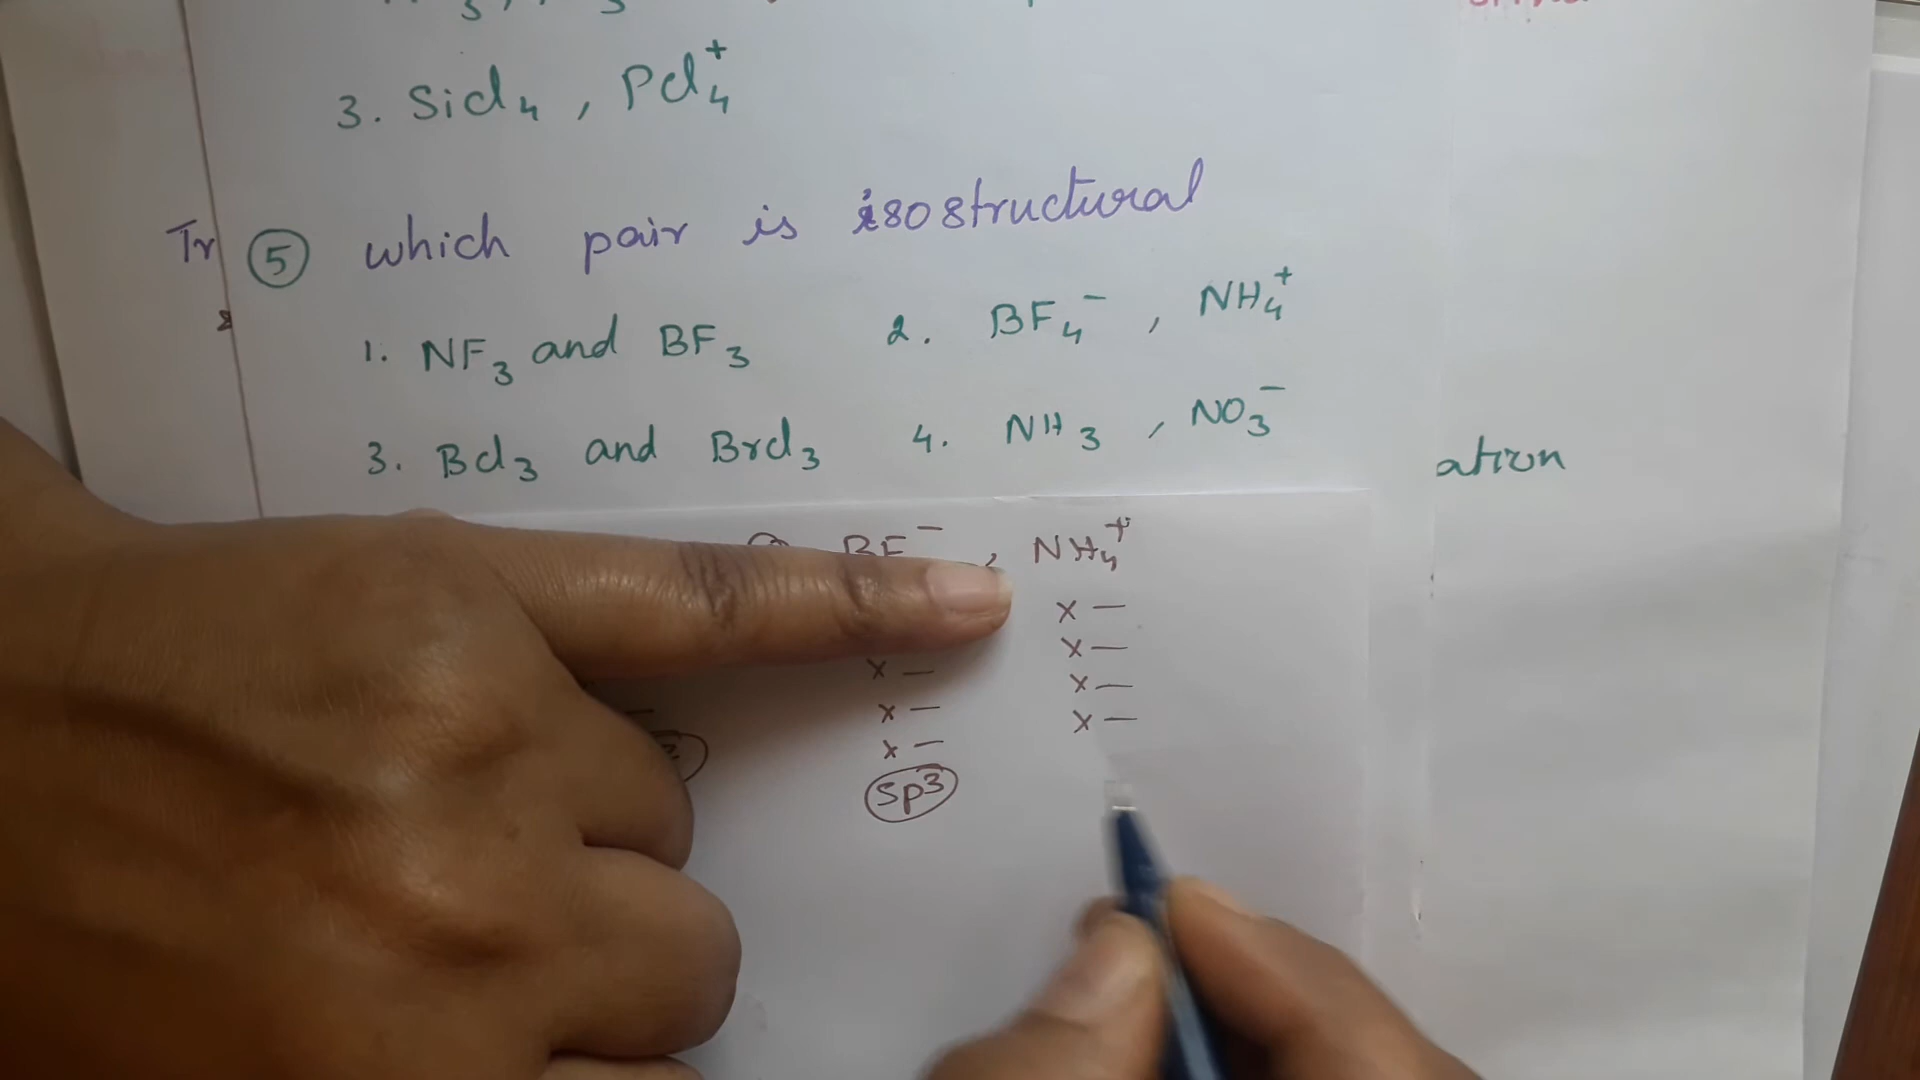 3. SiCl₄ , PCl₄⁺
Tr ⑤ which pair is isostructural
1. NF₃ and BF₃ 2. BF₄⁻ , NH₄⁺
3. BCl₃ and BrCl₃ 4. NH₃ , NO₃⁻
ation
BF⁻ , NH₄⁺
x —
x —
x — x —
x — x —
x —
sp³